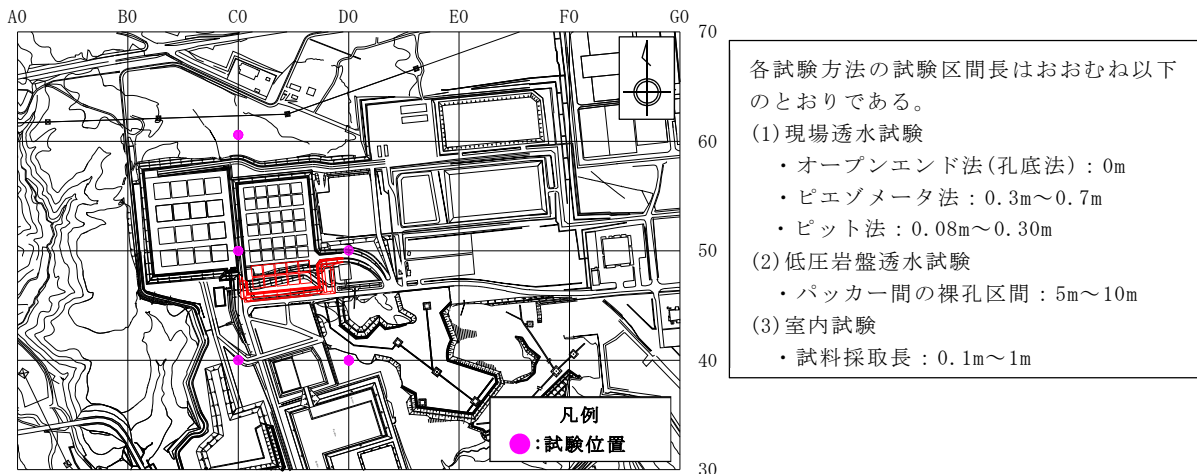 A0 B0 C0 D0 E0 F0 G0
70
60
50
40
30
凡例
:試験位置
各試験方法の試験区間長はおおむね以下
のとおりである。
(1)現場透水試験
・オープンエンド法(孔底法)：0m
・ピエゾメータ法：0.3m～0.7m
・ピット法：0.08m～0.30m
(2)低圧岩盤透水試験
・パッカー間の裸孔区間：5m～10m
(3)室内試験
・試料採取長：0.1m～1m